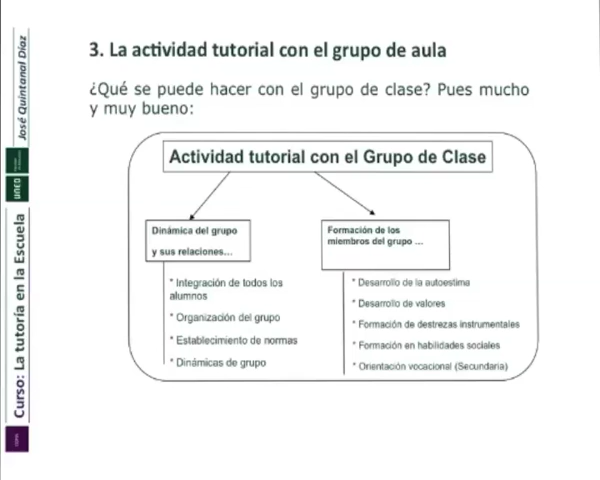 3. La actividad tutorial con el grupo de aula
¿Qué se puede hacer con el grupo de clase? Pues mucho
y muy bueno:
Actividad tutorial con el Grupo de Clase
Dinámica del grupo
y sus relaciones...
* Integración de todos los
alumnos
* Organización del grupo
* Establecimiento de normas
* Dinámicas de grupo
Formación de los
miembros del grupo ...
* Desarrollo de la autoestima
* Desarrollo de valores
* Formación de destrezas instrumentales
* Formación en habilidades sociales
* Orientación vocacional (Secundaria)
Curso: La tutoría en la Escuela
UNED
José Quintanal Díaz